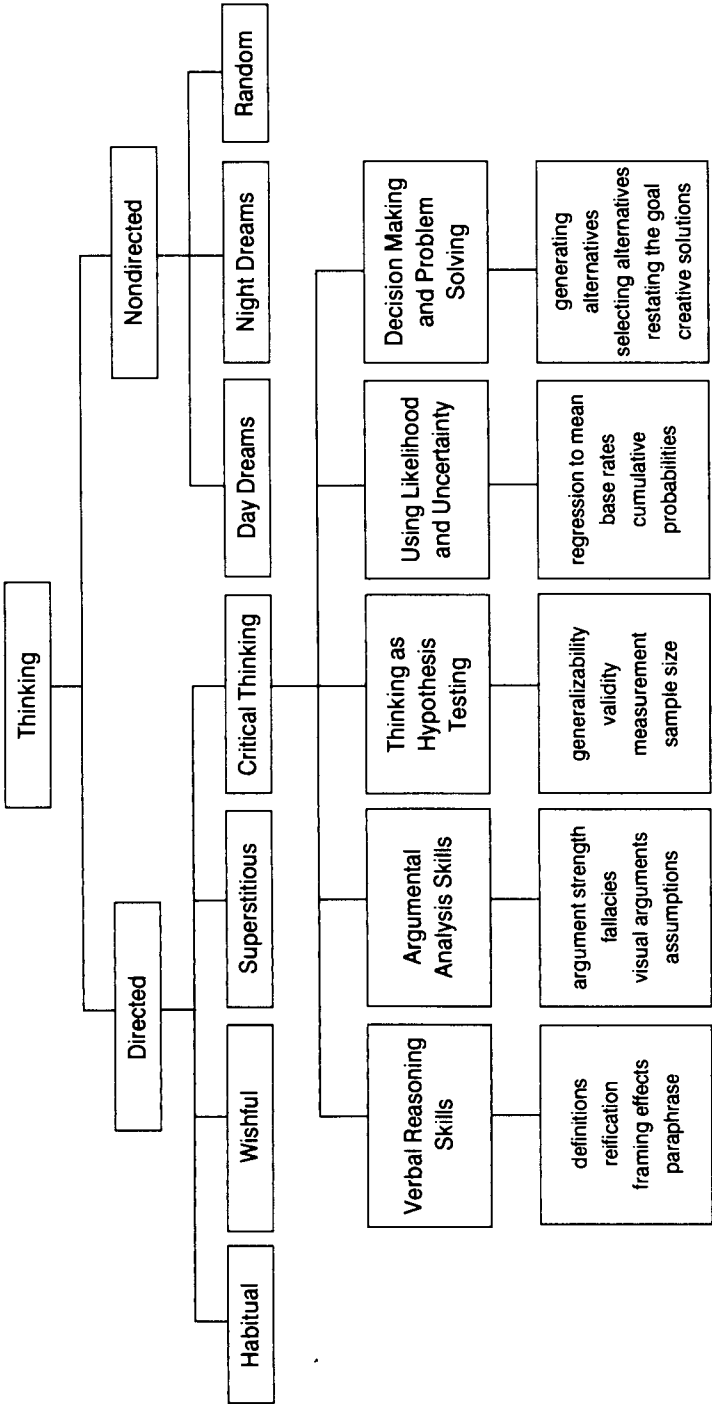 Thinking
Directed
Nondirected
Habitual
Wishful
Superstitious
Critical Thinking
Day Dreams
Night Dreams
Random
Verbal Reasoning
Skills
Argumental
Analysis Skills
Thinking as
Hypothesis
Testing
Using Likelihood
and Uncertainty
Decision Making
and Problem
Solving
definitions
reification
framing effects
paraphrase
argument strength
fallacies
visual arguments
assumptions
generalizability
validity
measurement
sample size
regression to mean
base rates
cumulative
probabilities
generating
alternatives
selecting alternatives
restating the goal
creative solutions